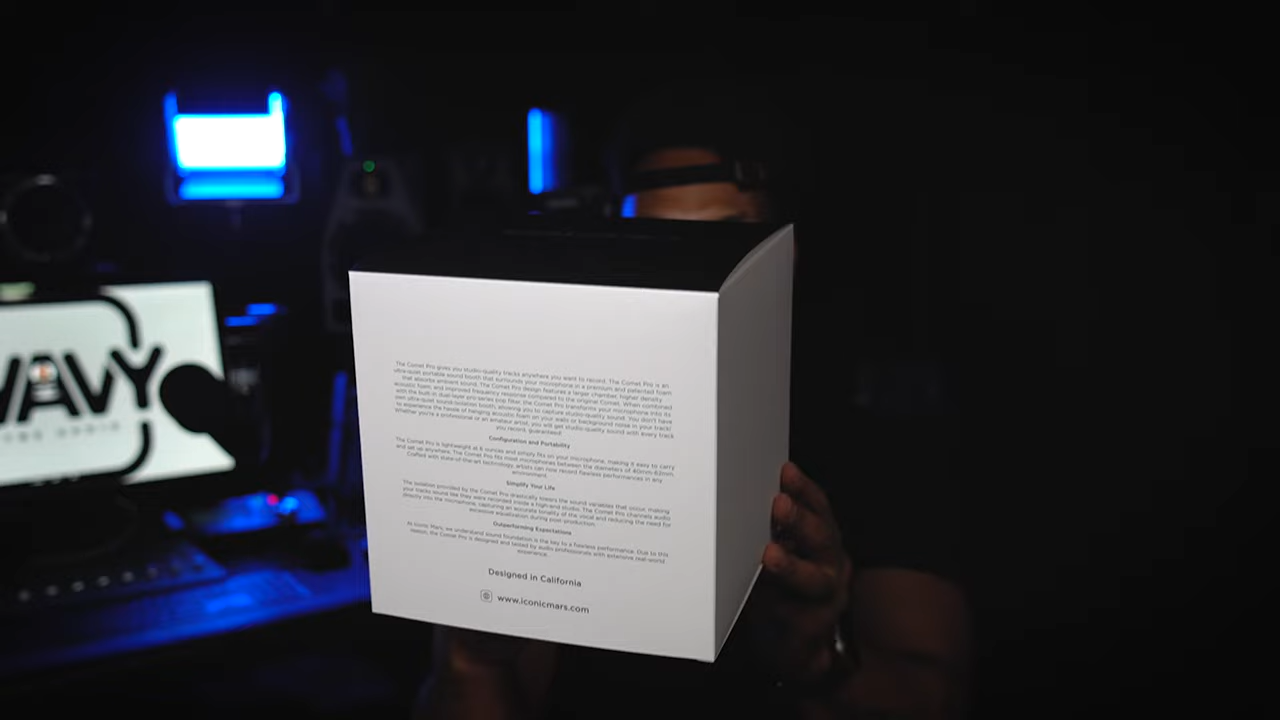 WAVY
The Comet Pro gives you studio-quality tracks anywhere you want to record. The Comet Pro is an
ultra-quiet portable sound booth that surrounds your microphone in a premium and patented foam
that absorbs ambient sound. The Comet Pro design features a larger chamber, higher density
acoustic foam, and improved frequency response compared to the original Comet. When combined
with the built-in dual-layer pro-series pop filter, the Comet Pro transforms your microphone into its
own ultra-quiet sound-isolation booth, allowing you to capture studio-quality sound. You don't have
to experience the hassle of hanging acoustic foam on your walls or background noise in your track!
Whether you're a professional or an amateur artist, you will get studio-quality sound with every track
you record, guaranteed!
Configuration and Portability
The Comet Pro is lightweight at 8 ounces and simply fits on your microphone, making it easy to carry
and set up anywhere. The Comet Pro fits most microphones between the diameters of 40mm-62mm.
Crafted with state-of-the-art technology, artists can now record flawless performances in any
environment.
Simplify Your Life
The isolation provided by the Comet Pro drastically lowers the sound variables that occur, making
your tracks sound like they were recorded inside a high-end studio. The Comet Pro channels audio
directly into the microphone, capturing an accurate tonality of the vocal and reducing the need for
excessive equalization during post-production.
Outperforming Expectations
At Iconic Mars, we understand sound foundation is the key to a flawless performance. Due to this
reason, the Comet Pro is designed and tested by audio professionals with extensive real-world
experience.
Designed in California
www.iconicmars.com